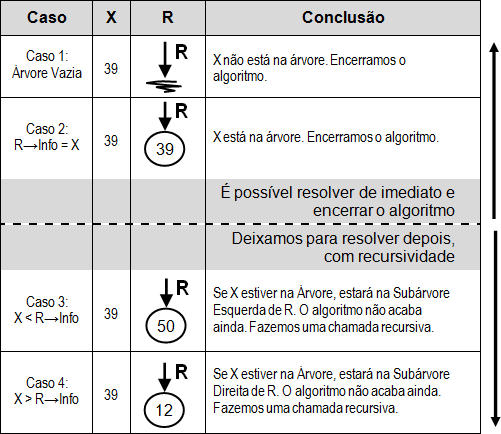 Caso X R Conclusão
Caso 1:
Árvore Vazia
39
R
X não está na árvore. Encerramos o
algoritmo.
Caso 2:
R→Info = X
39
R
39
X está na árvore. Encerramos o algoritmo.
É possível resolver de imediato e
encerrar o algoritmo
Deixamos para resolver depois,
com recursividade
Caso 3:
X < R→Info
39
R
50
Se X estiver na Árvore, estará na Subárvore
Esquerda de R. O algoritmo não acaba
ainda. Fazemos uma chamada recursiva.
Caso 4:
X > R→Info
39
R
12
Se X estiver na Árvore, estará na Subárvore
Direita de R. O algoritmo não acaba ainda.
Fazemos uma chamada recursiva.